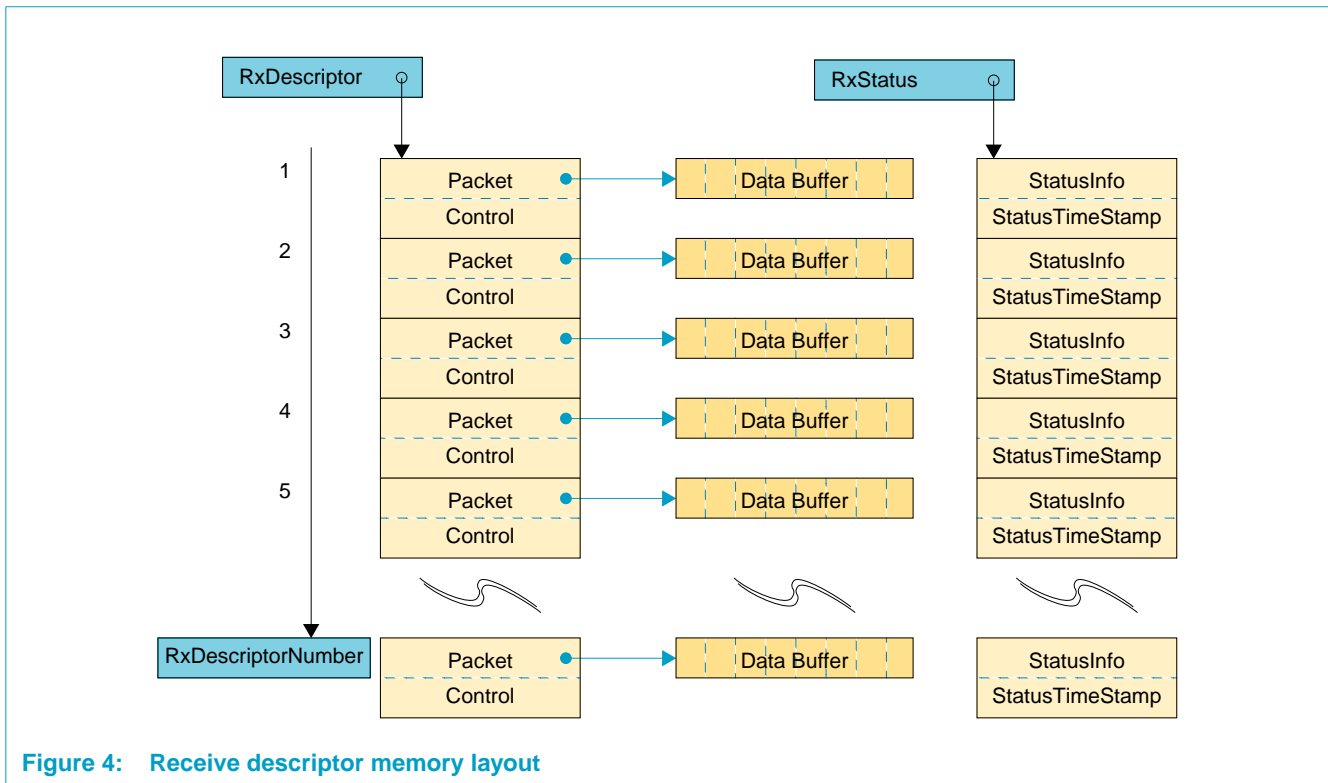 RxDescriptor
RxStatus
1
Packet
Data Buffer
StatusInfo
Control
StatusTimeStamp
2
Packet
Data Buffer
StatusInfo
Control
StatusTimeStamp
3
Packet
Data Buffer
StatusInfo
Control
StatusTimeStamp
4
Packet
Data Buffer
StatusInfo
Control
StatusTimeStamp
5
Packet
Data Buffer
StatusInfo
Control
StatusTimeStamp
RxDescriptorNumber
Packet
Data Buffer
StatusInfo
Control
StatusTimeStamp
Figure 4: Receive descriptor memory layout